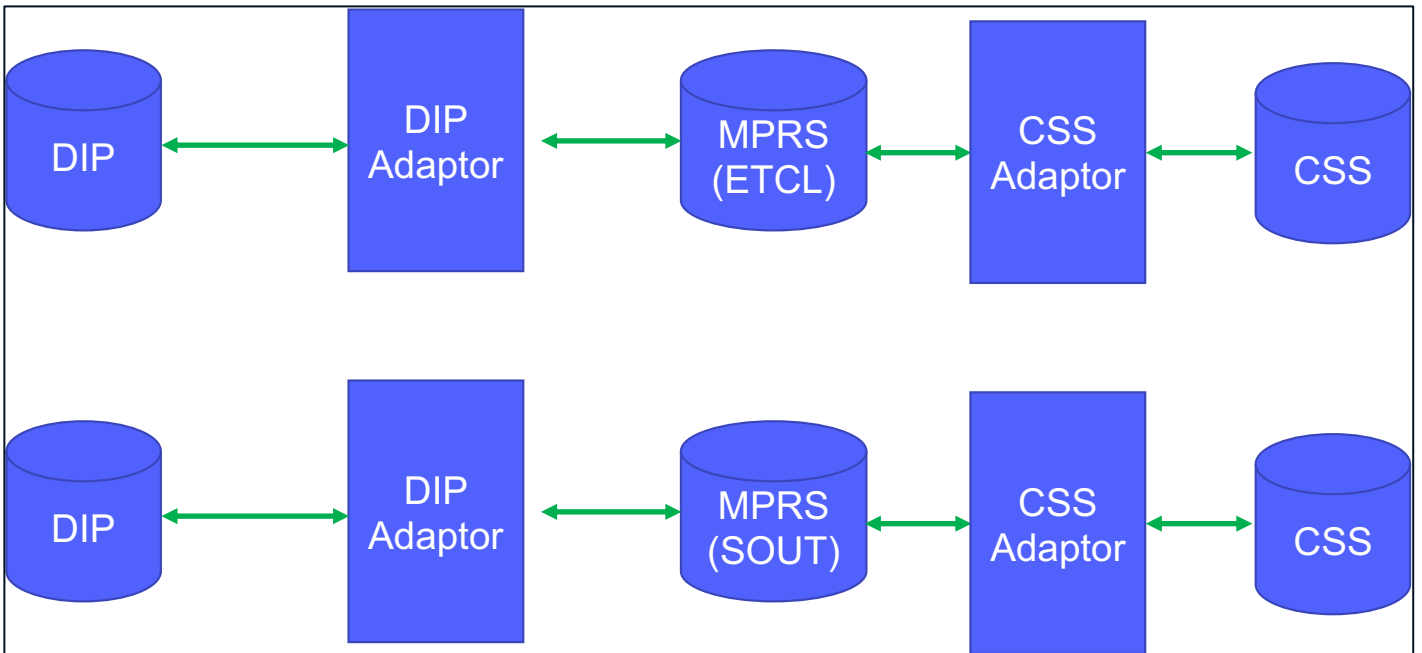 DIP
DIP
Adaptor
MPRS
(ETCL)
CSS
Adaptor
CSS
DIP
DIP
Adaptor
MPRS
(SOUT)
CSS
Adaptor
CSS